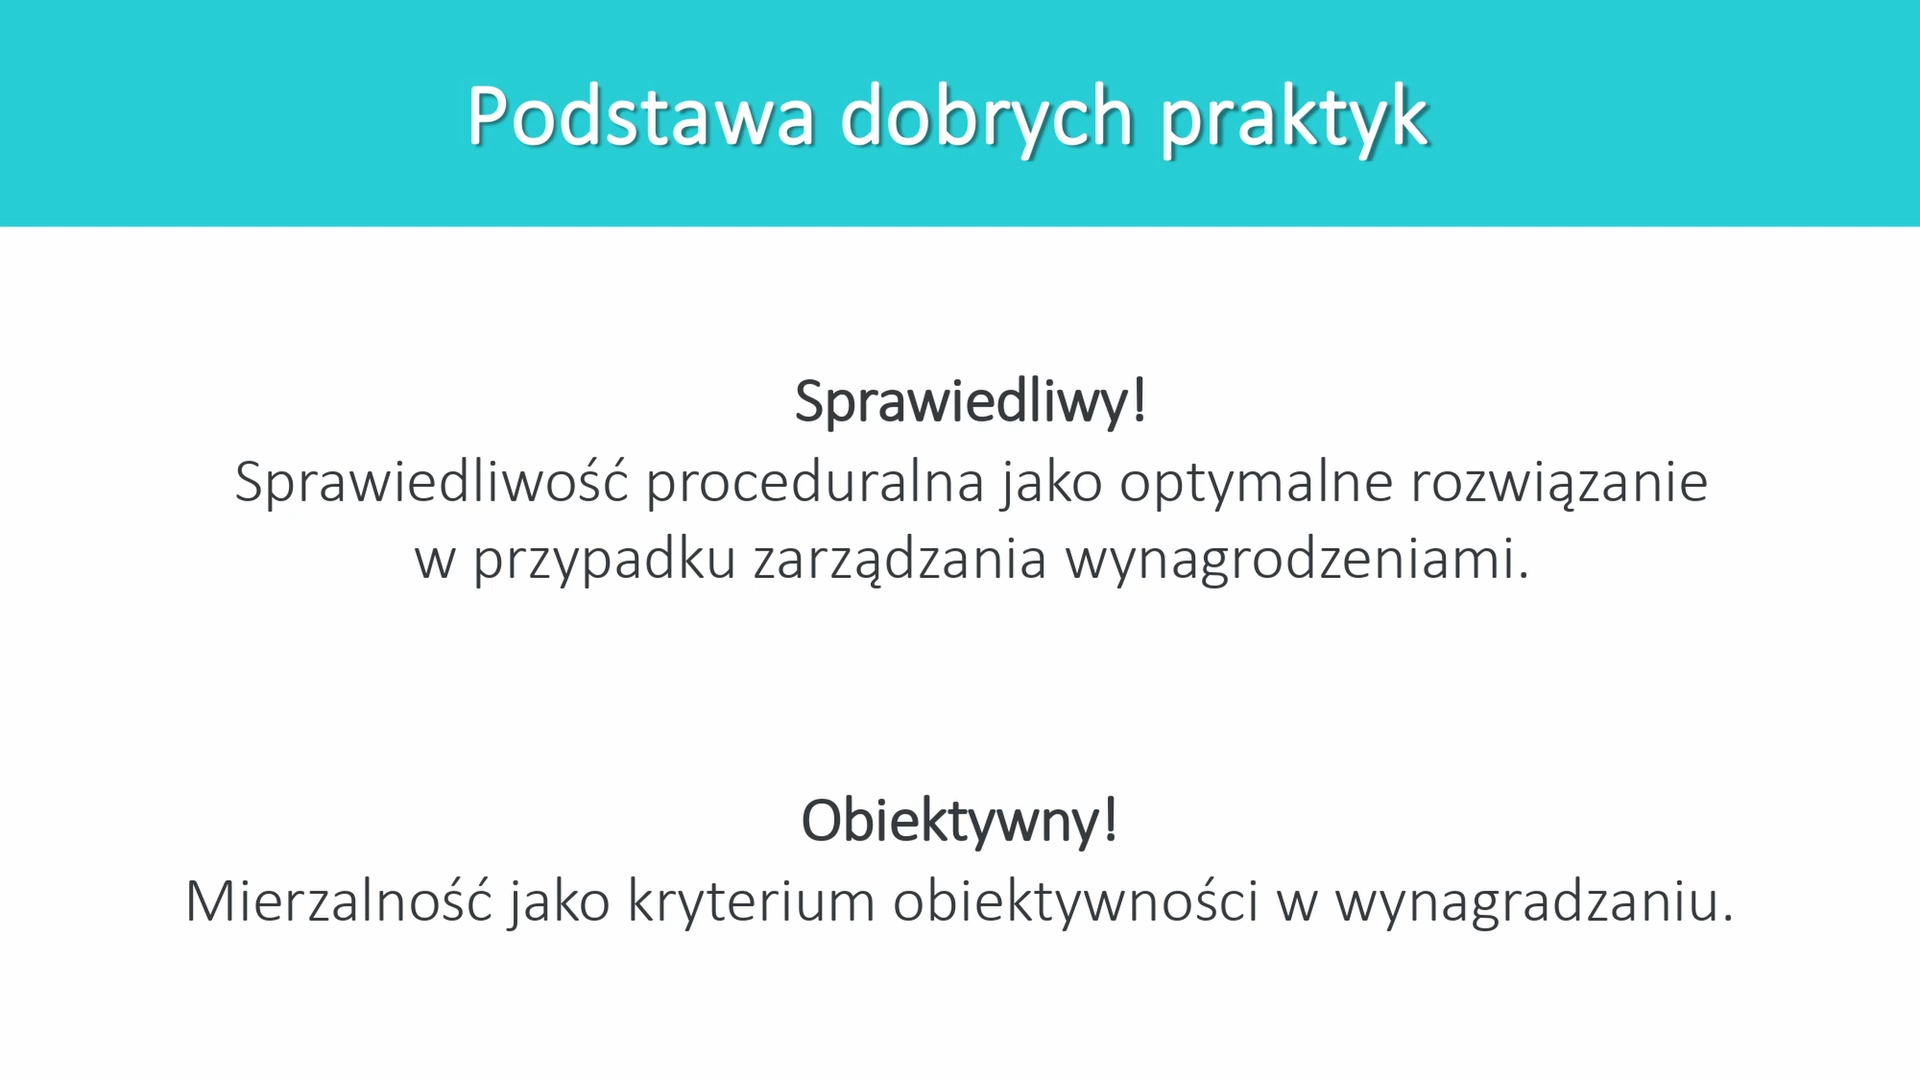 Podstawa dobrych praktyk
Sprawiedliwy!
Sprawiedliwość proceduralna jako optymalne rozwiązanie
w przypadku zarządzania wynagrodzeniami.
Obiektywny!
Mierzalność jako kryterium obiektywności w wynagradzaniu.